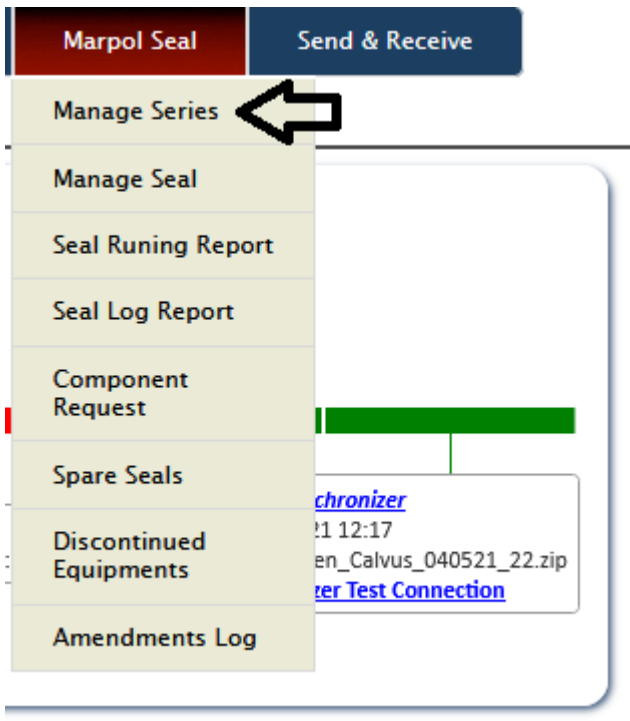 Marpol Seal
Send & Receive
Manage Series
Manage Seal
Seal Runing Report
Seal Log Report
Component
Request
Spare Seals
Discontinued
Equipments
Amendments Log
chronizer
21 12:17
en_Calvus_040521_22.zip
zer Test Connection